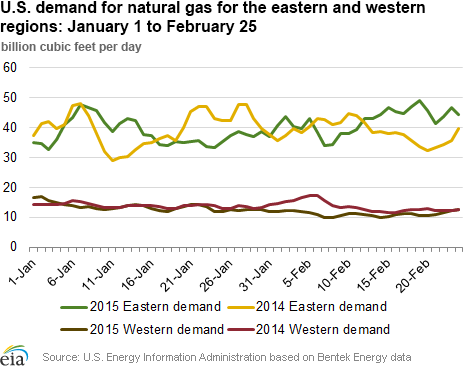 U.S. demand for natural gas for the eastern and western
regions: January 1 to February 25
billion cubic feet per day
60
50
40
30
20
10
0
1-Jan
6-Jan
11-Jan
16-Jan
21-Jan
26-Jan
31-Jan
5-Feb
10-Feb
15-Feb
20-Feb
2015 Eastern demand
2014 Eastern demand
2015 Western demand
2014 Western demand
eia
Source: U.S. Energy Information Administration based on Bentek Energy data